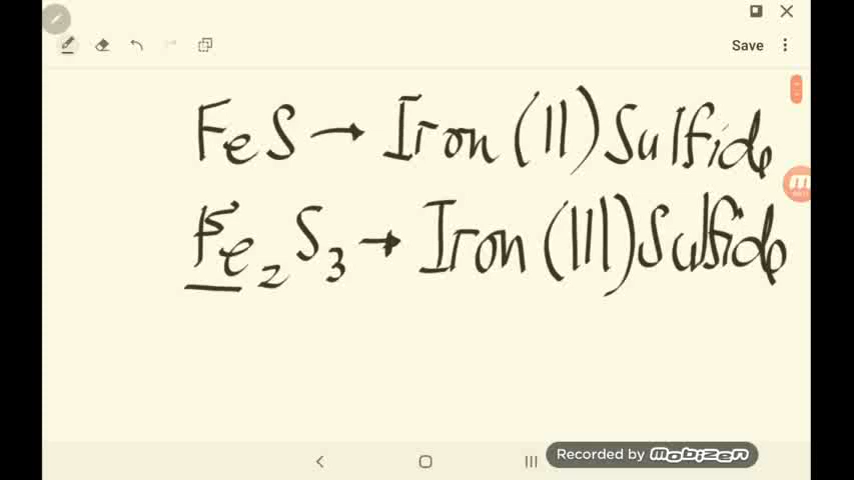 Save
FeS → Iron (II) Sulfide
Fe₂S₃ → Iron (III) Sulfide
Recorded by MOBIZEN